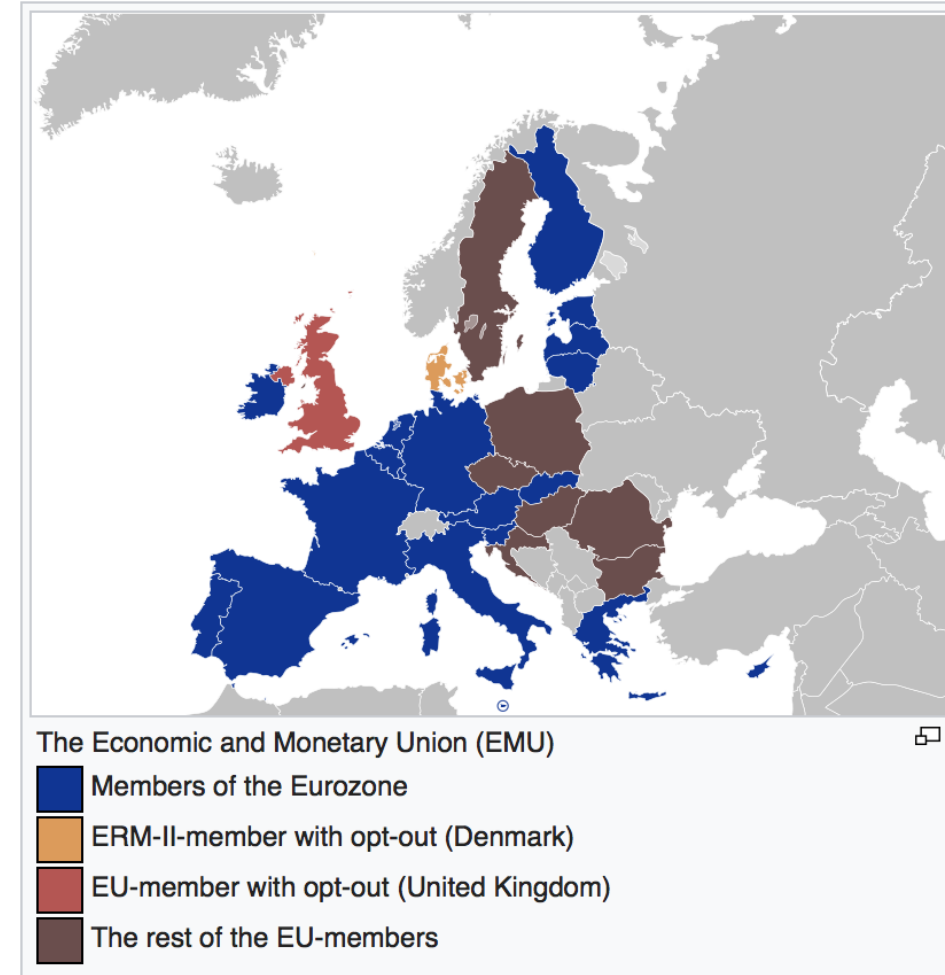 The Economic and Monetary Union (EMU)
Members of the Eurozone
ERM-II-member with opt-out (Denmark)
EU-member with opt-out (United Kingdom)
The rest of the EU-members